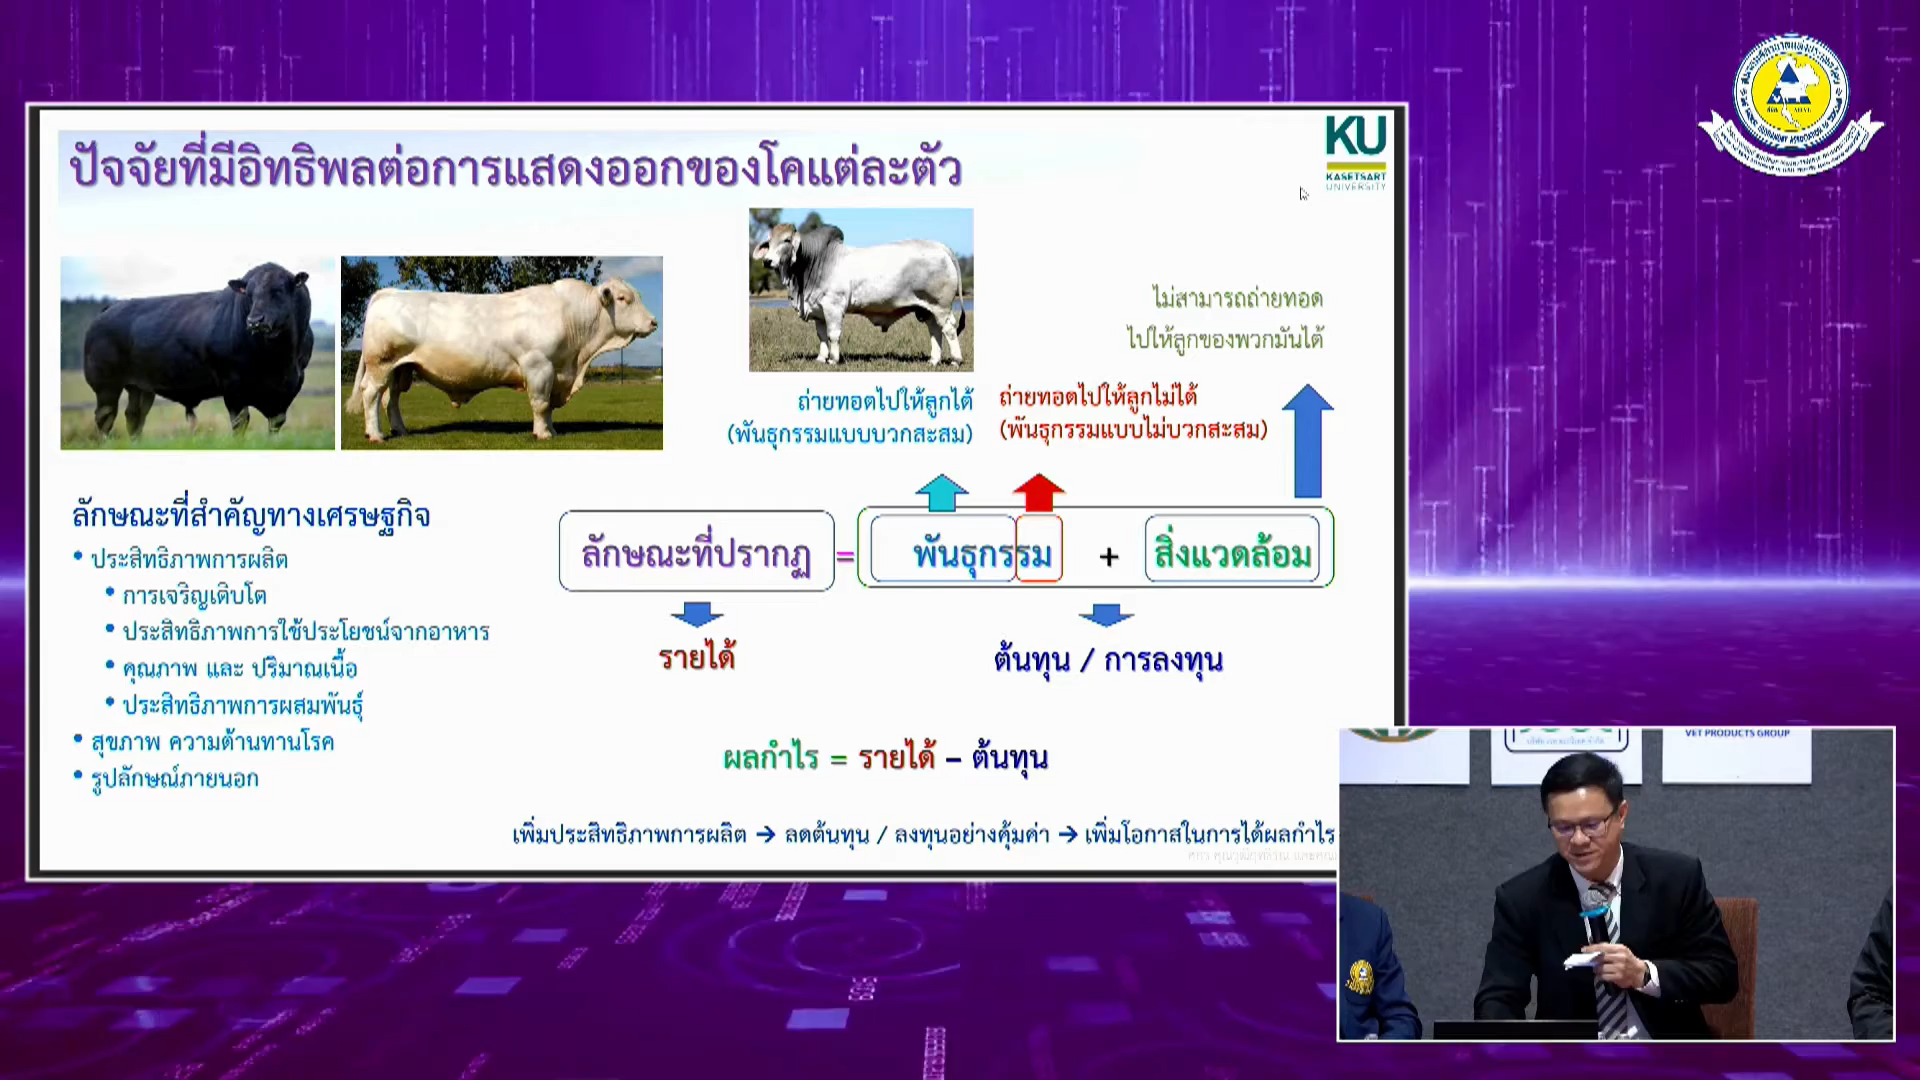 ปัจจัยที่มีอิทธิพลต่อการแสดงออกของโคแต่ละตัว
KU
KASETSART
UNIVERSITY
ไม่สามารถถ่ายทอด
ไปให้ลูกของพวกมันได้
ถ่ายทอดไปให้ลูกได้
(พันธุกรรมแบบบวกสะสม)
ถ่ายทอดไปให้ลูกไม่ได้
(พันธุกรรมแบบไม่บวกสะสม)
ลักษณะที่สำคัญทางเศรษฐกิจ
• ประสิทธิภาพการผลิต
• การเจริญเติบโต
• ประสิทธิภาพการใช้ประโยชน์จากอาหาร
• คุณภาพ และ ปริมาณเนื้อ
• ประสิทธิภาพการผสมพันธุ์
• สุขภาพ ความต้านทานโรค
• รูปลักษณ์ภายนอก
ลักษณะที่ปรากฏ = พันธุกรรม + สิ่งแวดล้อม
รายได้
ต้นทุน / การลงทุน
ผลกำไร = รายได้ – ต้นทุน
เพิ่มประสิทธิภาพการผลิต → ลดต้นทุน / ลงทุนอย่างคุ้มค่า → เพิ่มโอกาสในการได้ผลกำไร
VET PRODUCTS GROUP